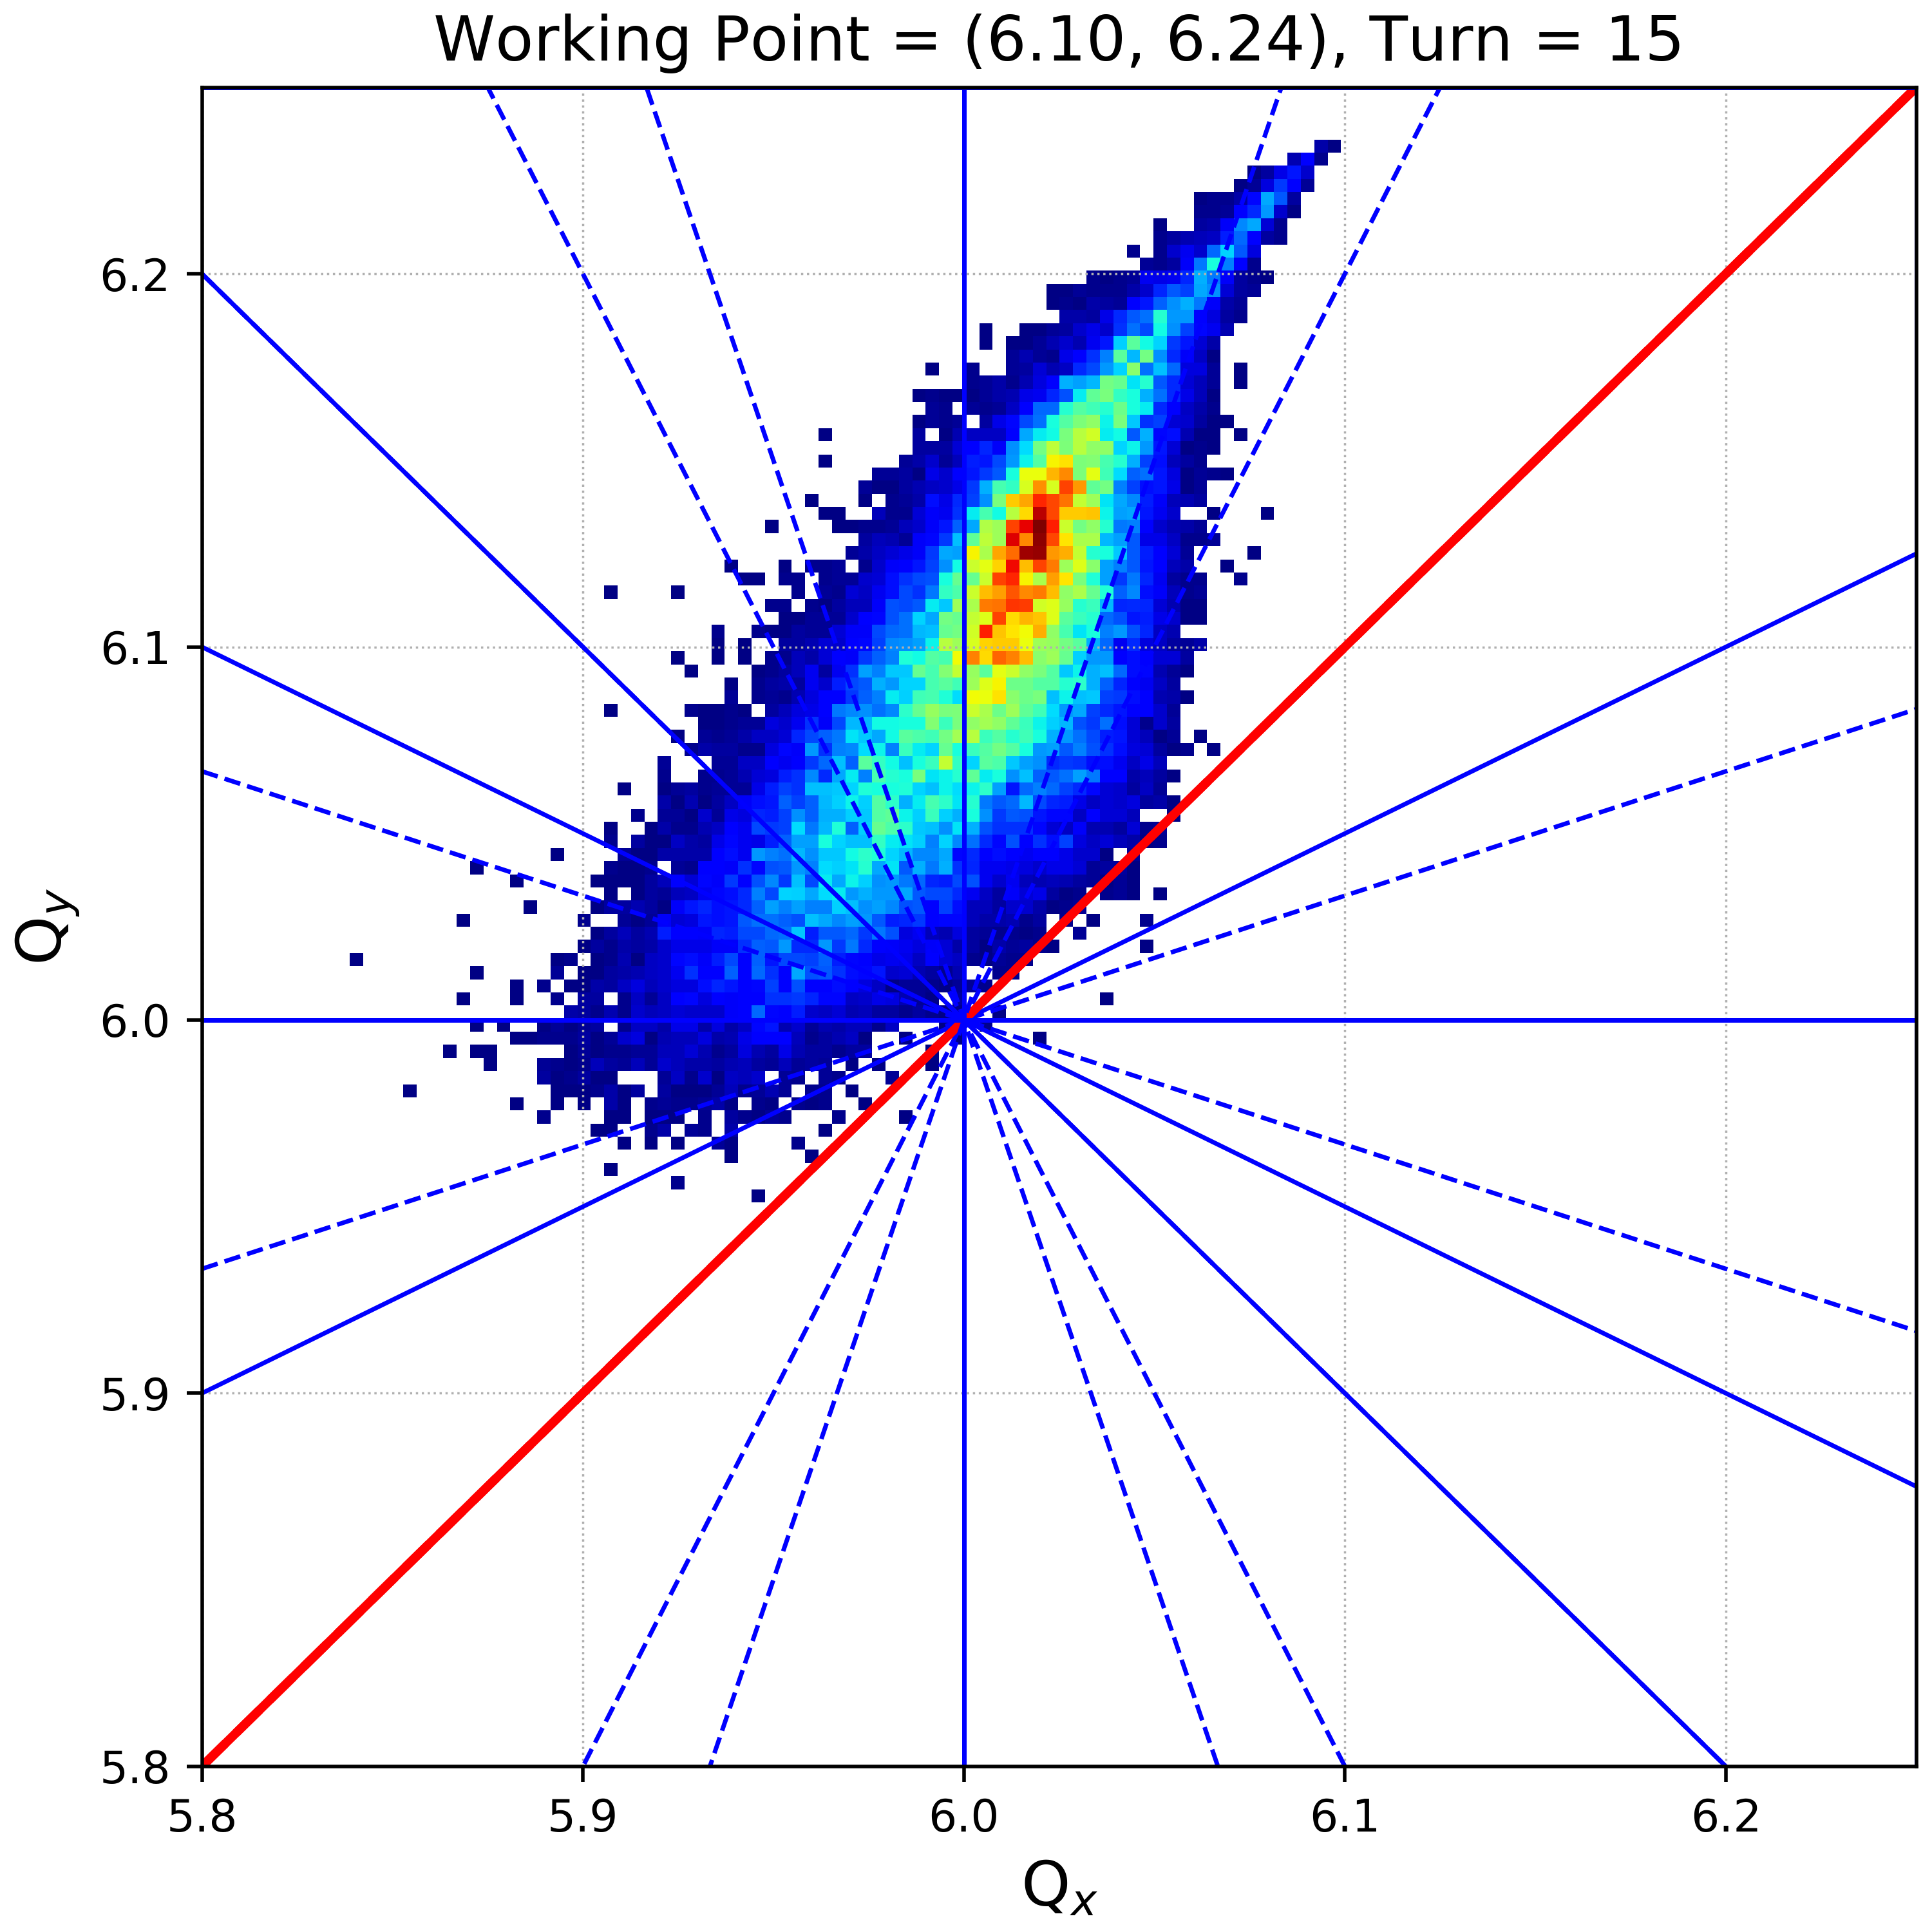 Working Point = (6.10, 6.24), Turn = 15
6.2
6.1
6.0
5.9
5.8
Qy
5.8 5.9 6.0 6.1 6.2
Qx